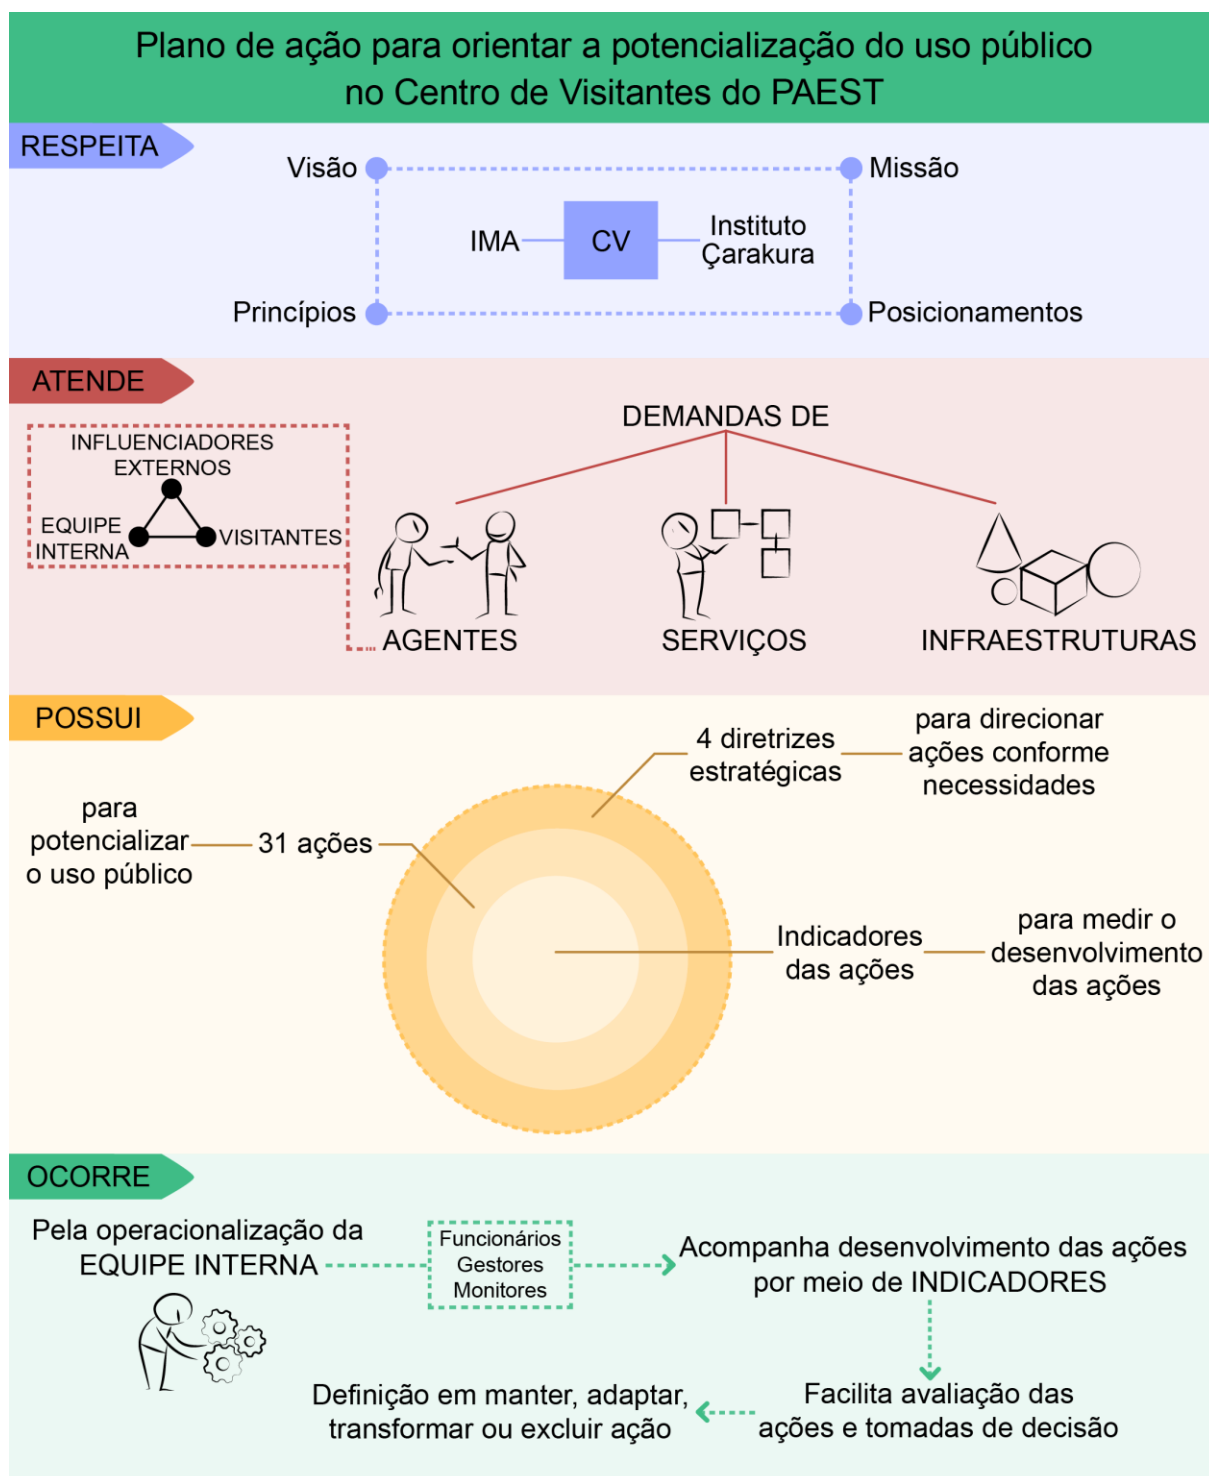 Plano de ação para orientar a potencialização do uso público
no Centro de Visitantes do PAEST
RESPEITA
Visão
Missão
IMA
CV
Instituto
Çarakura
Princípios
Posicionamentos
ATENDE
DEMANDAS DE
INFLUENCIADORES
EXTERNOS
EQUIPE
INTERNA
VISITANTES
AGENTES
SERVIÇOS
INFRAESTRUTURAS
POSSUI
4 diretrizes
estratégicas
para direcionar
ações conforme
necessidades
para
potencializar
o uso público
31 ações
Indicadores
das ações
para medir o
desenvolvimento
das ações
OCORRE
Pela operacionalização da
EQUIPE INTERNA
Funcionários
Gestores
Monitores
Acompanha desenvolvimento das ações
por meio de INDICADORES
Facilita avaliação das
ações e tomadas de decisão
Definição em manter, adaptar,
transformar ou excluir ação